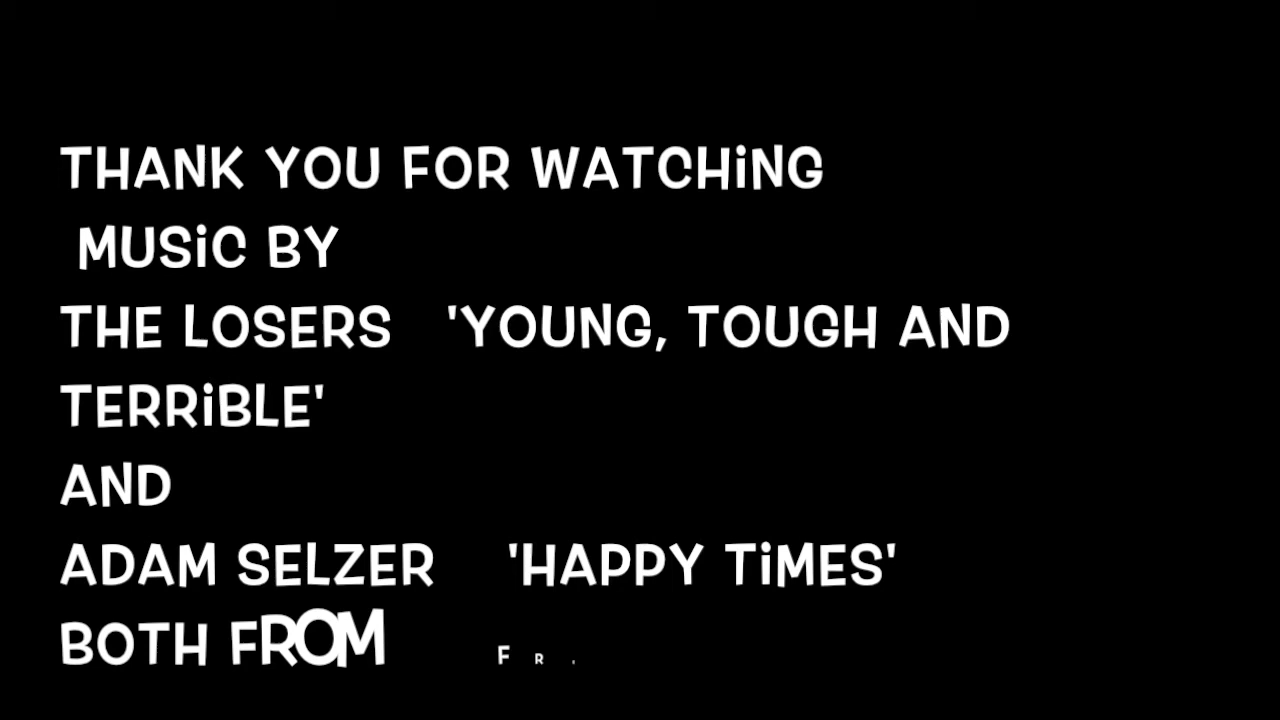 THANK YOU FOR WATCHiNG
MUSiC BY
THE LOSERS 'YOUNG, TOUGH AND
TERRiBLE'
AND
ADAM SELZER 'HAPPY TiMES'
BOTH FROM